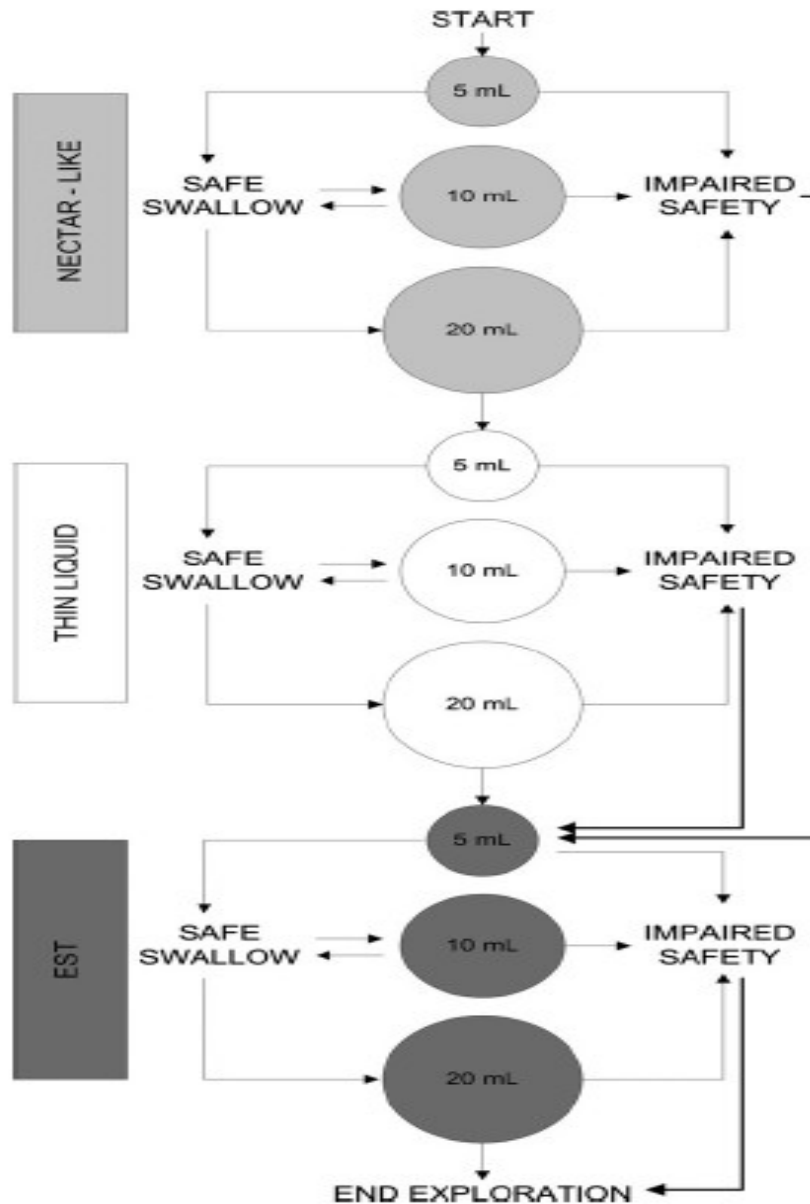 START
NECTAR - LIKE
5 mL
SAFE
SWALLOW
10 mL
IMPAIRED
SAFETY
20 mL
THIN LIQUID
5 mL
SAFE
SWALLOW
10 mL
IMPAIRED
SAFETY
20 mL
EST
5 mL
SAFE
SWALLOW
10 mL
IMPAIRED
SAFETY
20 mL
END EXPLORATION